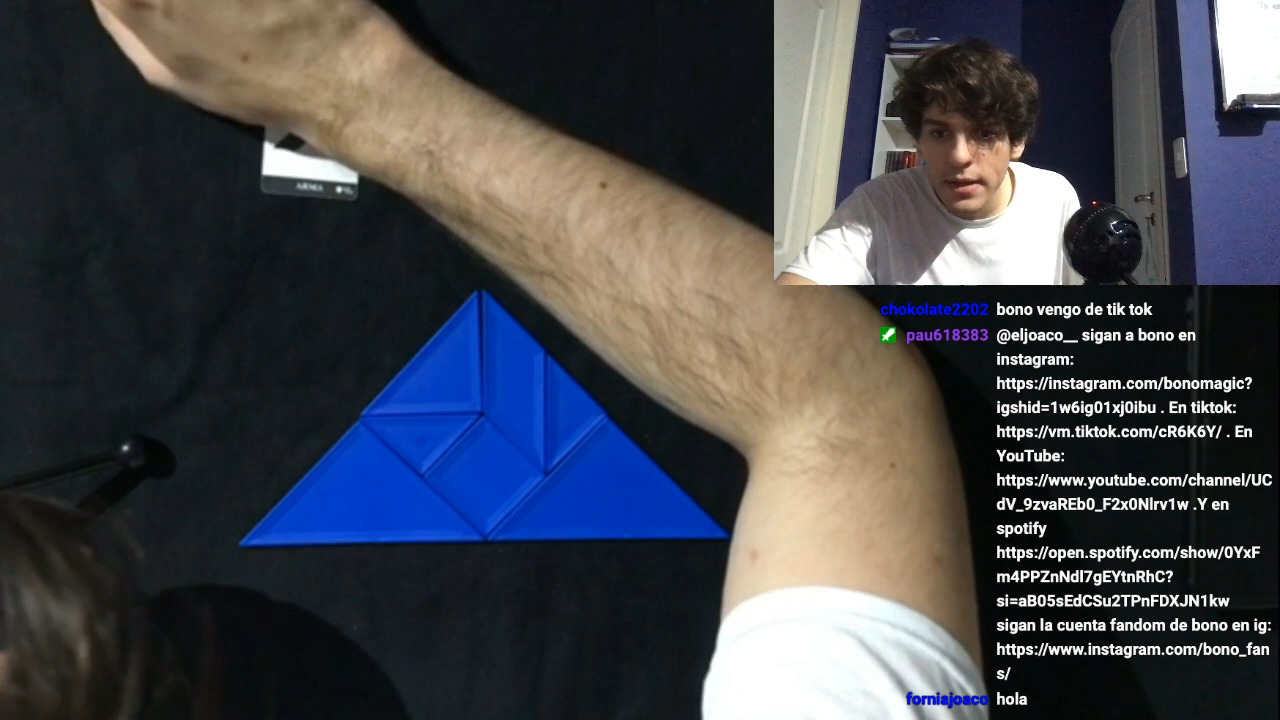 AJENIA
chokolate2202 bono vengo de tik tok
pau618383 @eljoaco__ sigan a bono en
instagram:
https://instagram.com/bonomagic?
igshid=1w6ig01xj0ibu . En tiktok:
https://vm.tiktok.com/cR6K6Y/ . En
YouTube:
https://www.youtube.com/channel/UC
dV_9zvaREb0_F2x0Nlrv1w .Y en
spotify
https://open.spotify.com/show/0YxF
m4PPZnNdl7gEYtnRhC?
si=aB05sEdCSu2TPnFDXJN1kw
sigan la cuenta fandom de bono en ig:
https://www.instagram.com/bono_fan
s/
forniajoaco hola